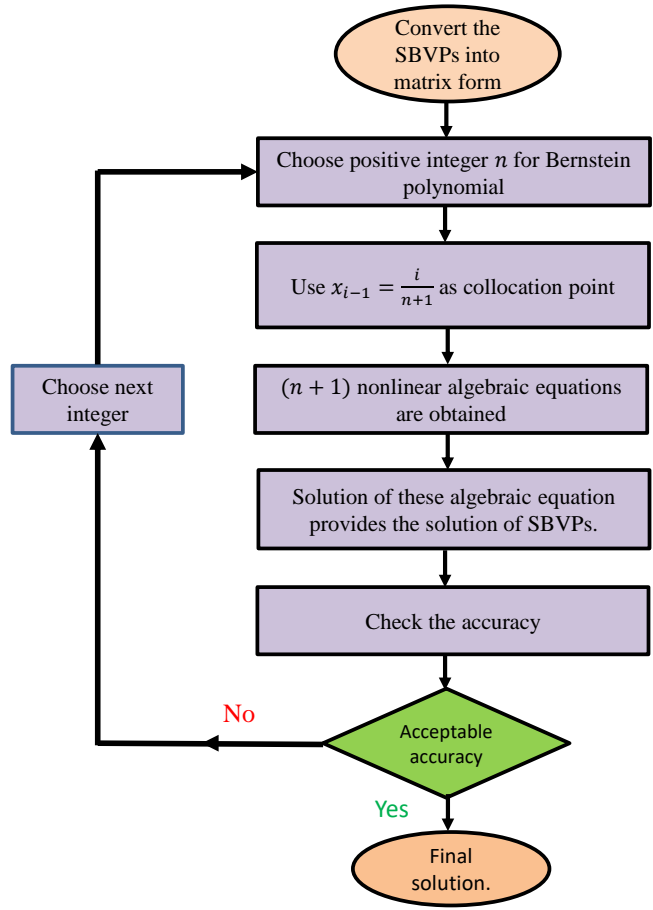 Convert the
SBVPs into
matrix form
Choose positive integer 𝑛 for Bernstein
polynomial
Use 𝑥ᵢ₋₁ = 𝑖/(𝑛+1) as collocation point
Choose next
integer
(𝑛 + 1) nonlinear algebraic equations
are obtained
Solution of these algebraic equation
provides the solution of SBVPs.
Check the accuracy
No
Acceptable
accuracy
Yes
Final
solution.